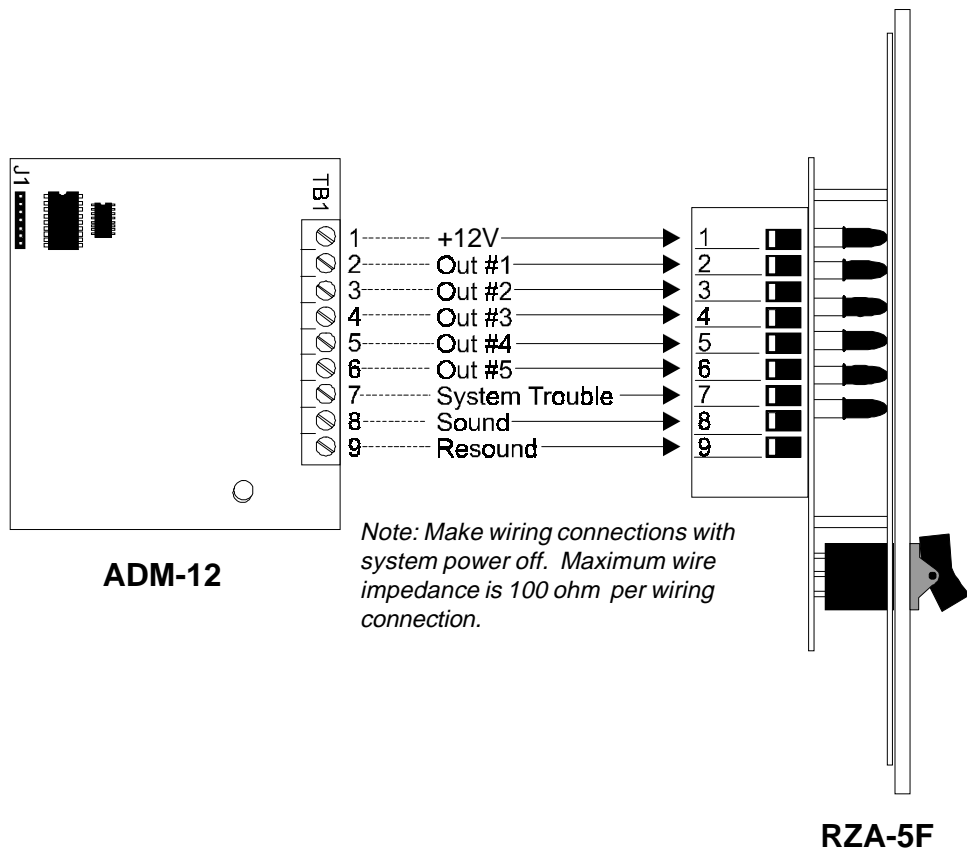 J1
TB1
1 +12V 1
2 Out #1 2
3 Out #2 3
4 Out #3 4
5 Out #4 5
6 Out #5 6
7 System Trouble 7
8 Sound 8
9 Resound 9
Note: Make wiring connections with
system power off. Maximum wire
impedance is 100 ohm per wiring
connection.
ADM-12
RZA-5F